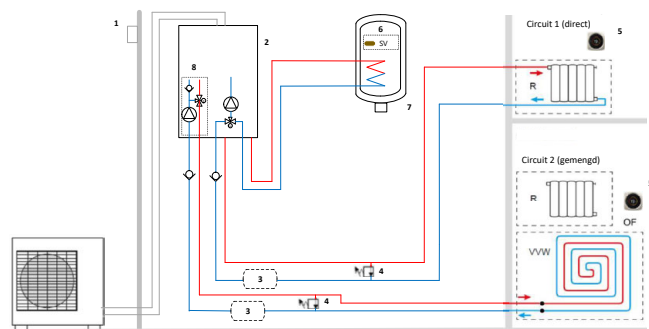 Circuit 1 (direct)
1
2
6
5
SV
8
R
7
Circuit 2 (gemengd)
R
OF
VVW
3
4
3
4